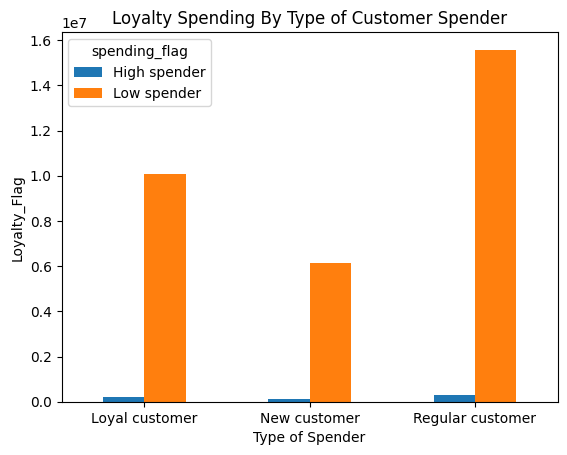 Loyalty Spending By Type of Customer Spender
1e7
spending_flag
High spender
Low spender
1.6
1.4
1.2
1.0
0.8
0.6
0.4
0.2
0.0
Loyalty_Flag
Loyal customer
New customer
Regular customer
Type of Spender